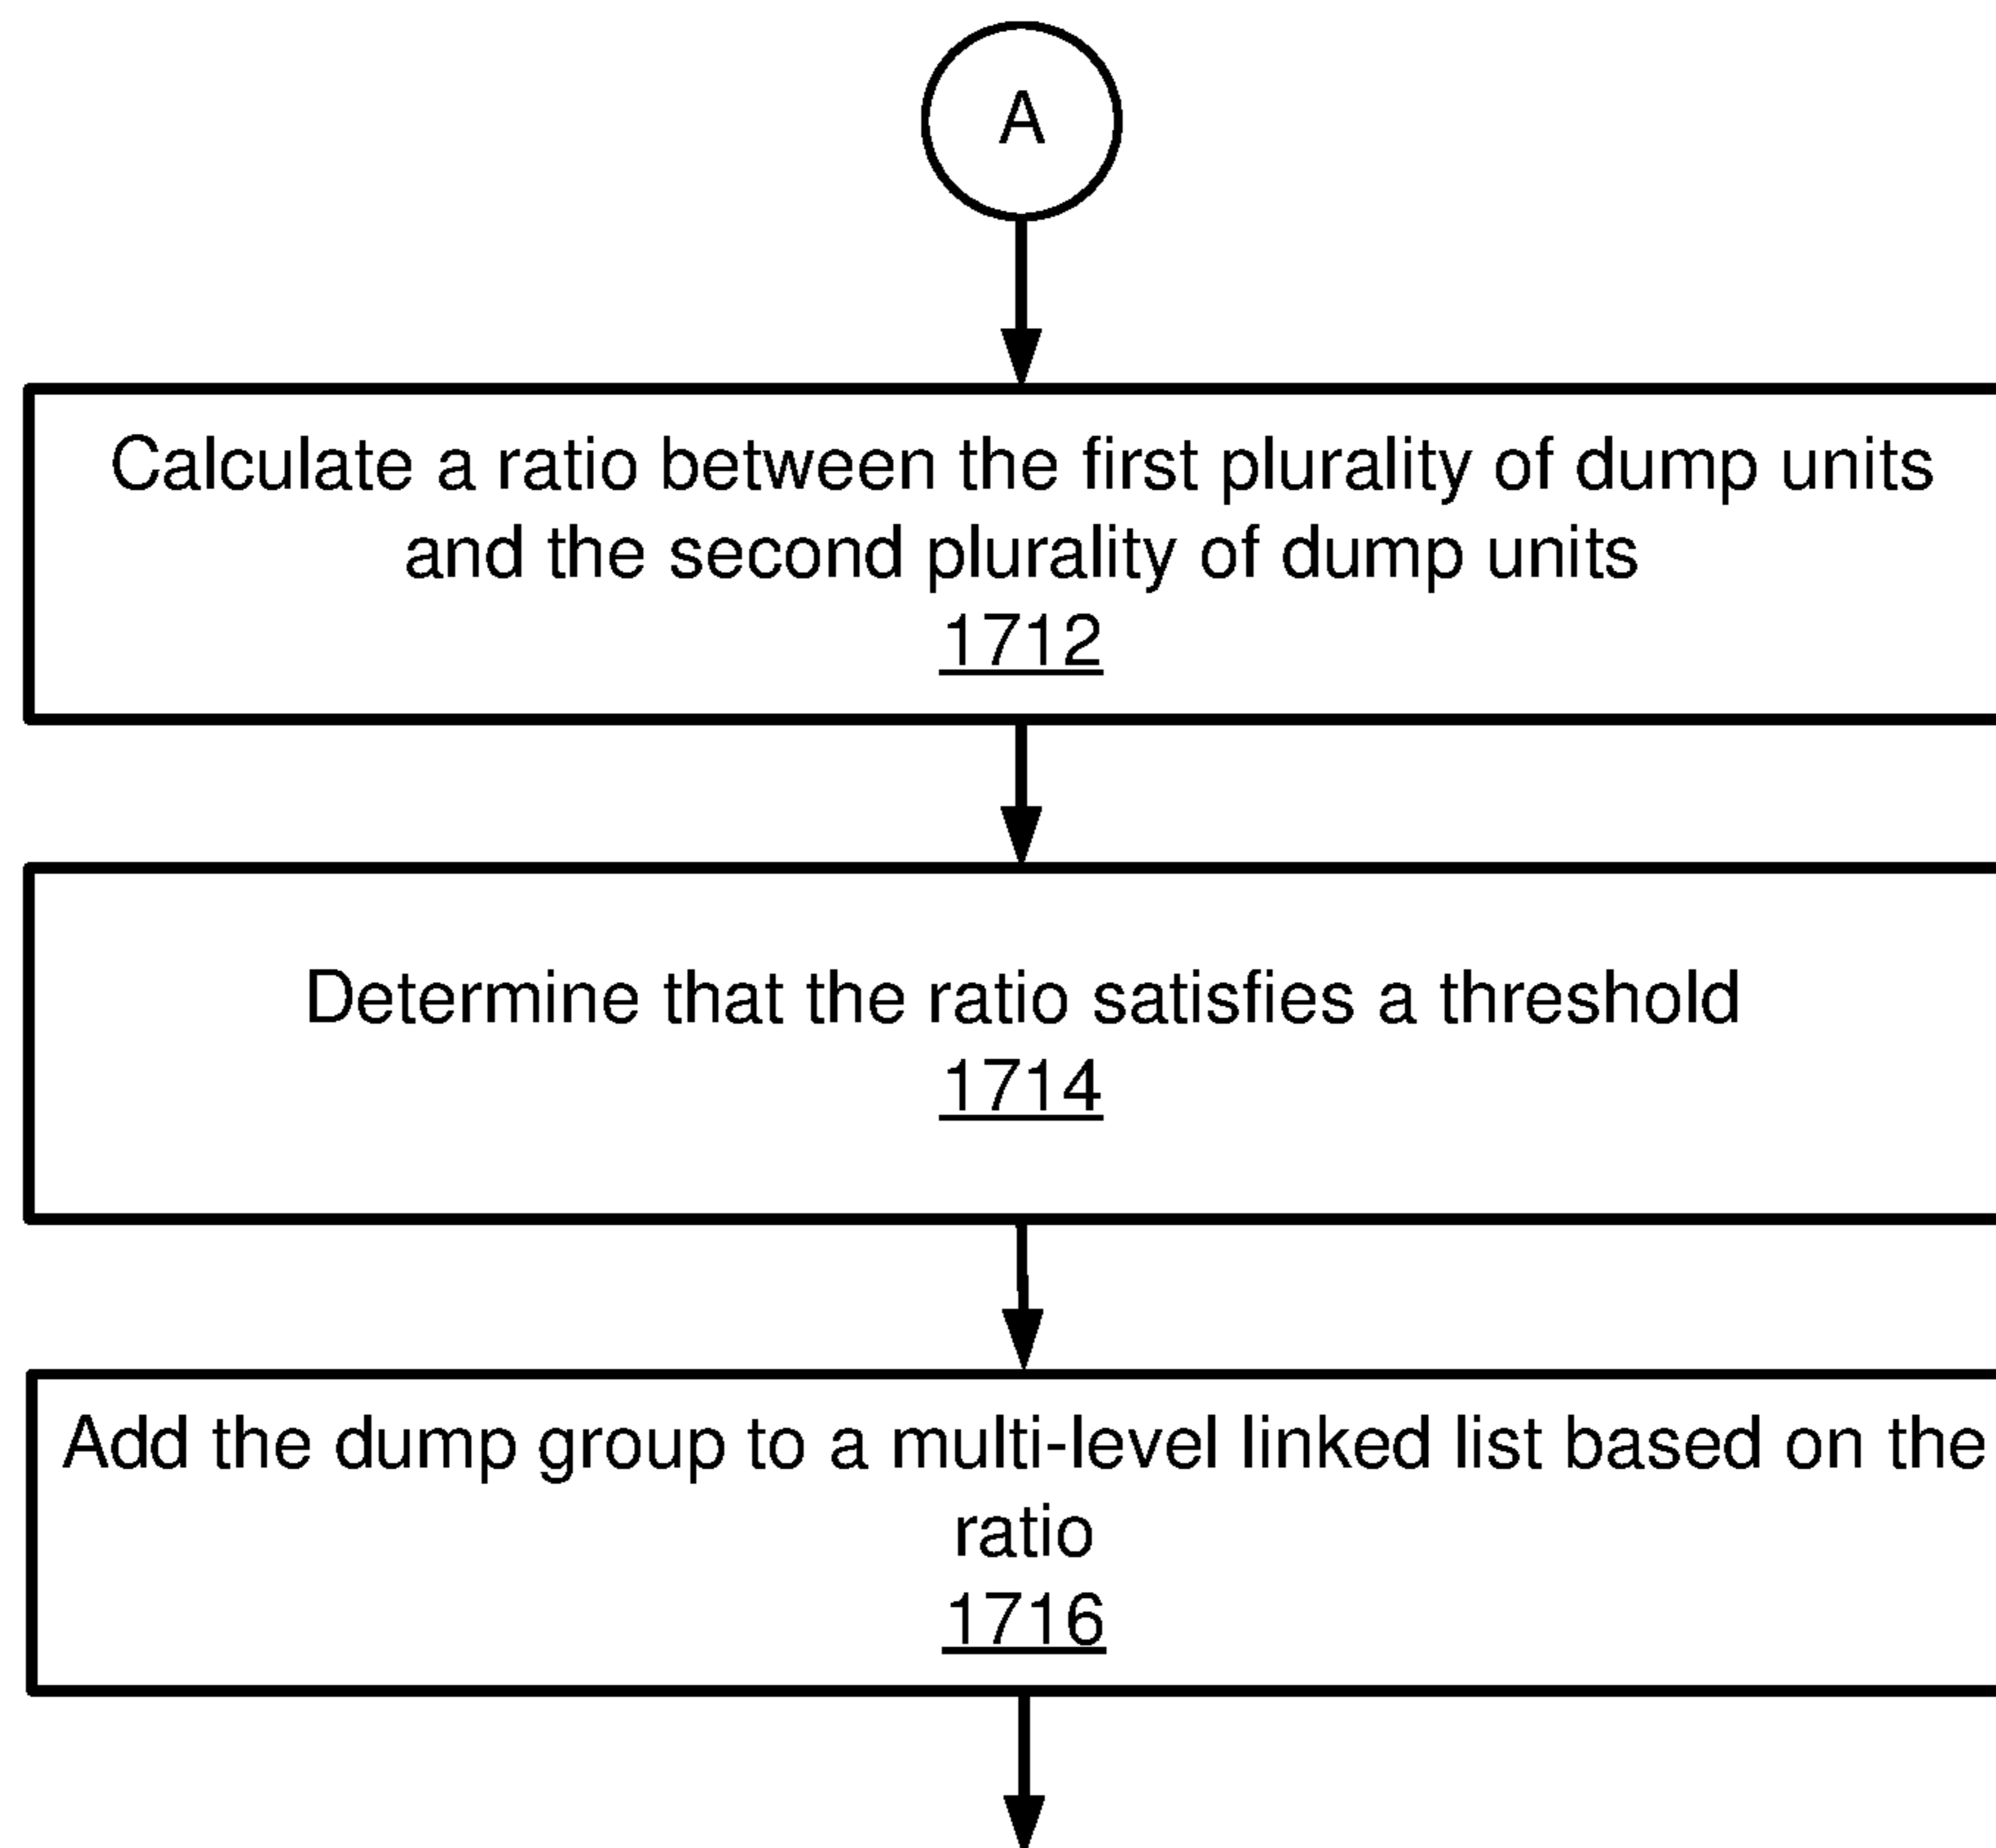 A
Calculate a ratio between the first plurality of dump units
and the second plurality of dump units
1712
Determine that the ratio satisfies a threshold
1714
Add the dump group to a multi-level linked list based on the
ratio
1716